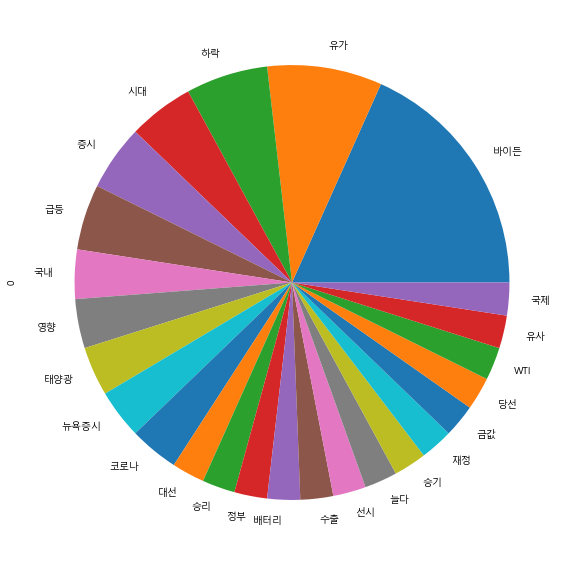 바이든
유가
하락
시대
증시
급등
국내
영향
태양광
뉴욕증시
코로나
대선
승리
정부
배터리
수출
선시
늘다
승기
재정
금값
당선
WTI
유사
국제
0